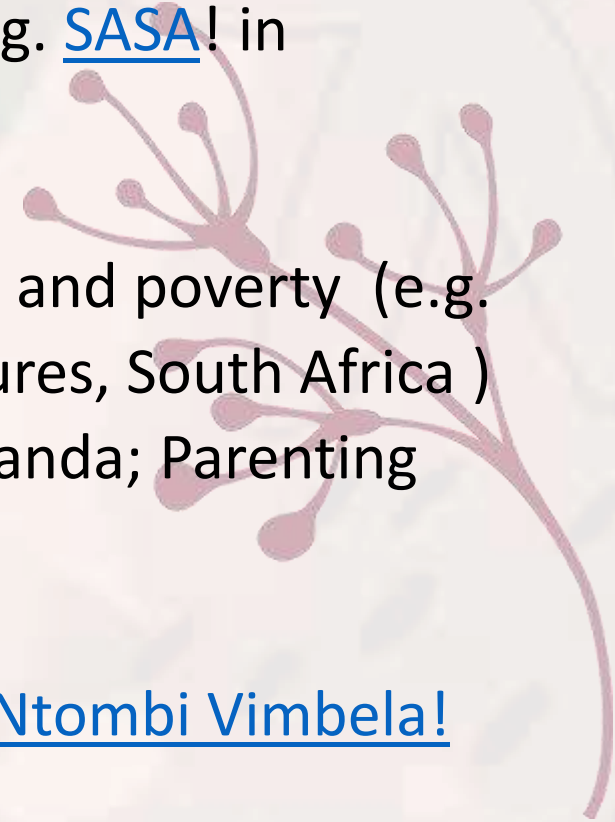 g. SASA! in
and poverty (e.g.
ures, South Africa )
anda; Parenting
Ntombi Vimbela!